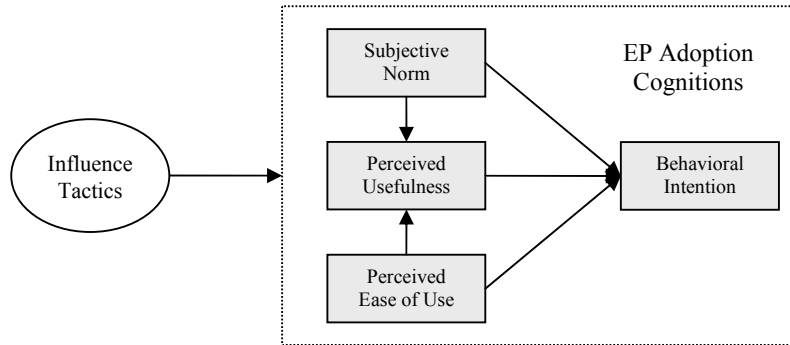 Subjective
Norm
EP Adoption
Cognitions
Influence
Tactics
Perceived
Usefulness
Behavioral
Intention
Perceived
Ease of Use